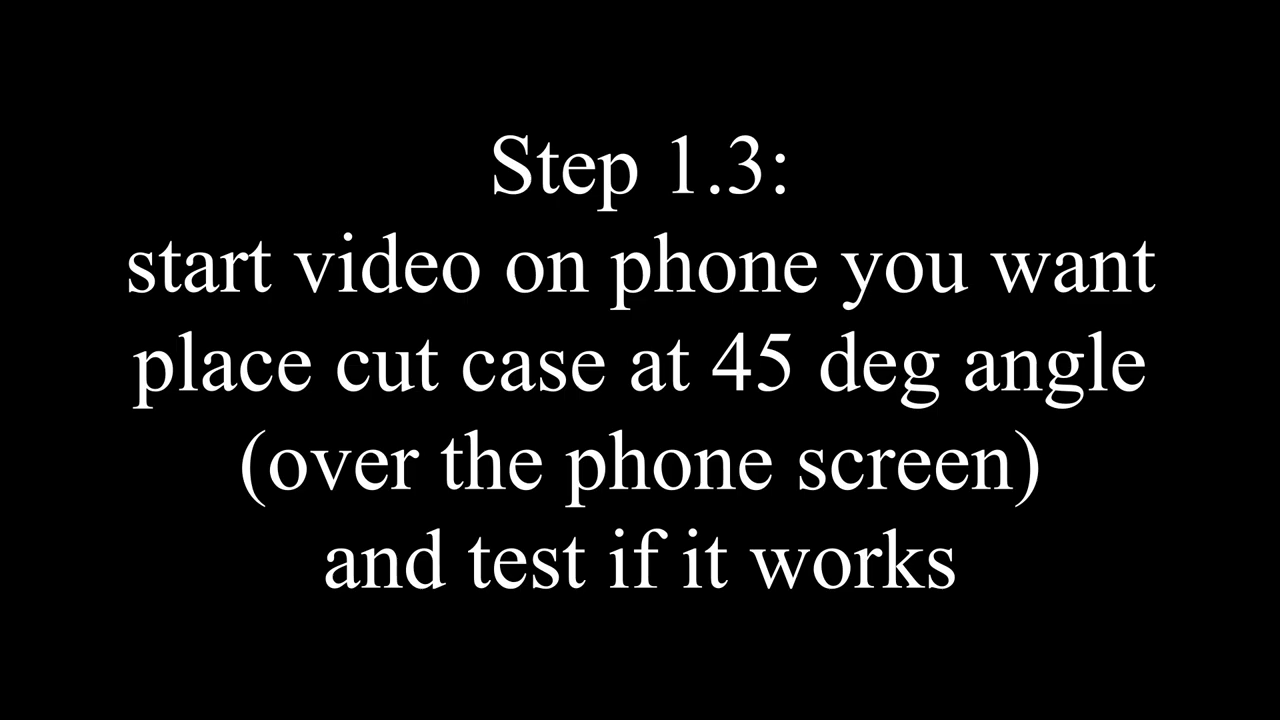 Step 1.3:
start video on phone you want
place cut case at 45 deg angle
(over the phone screen)
and test if it works